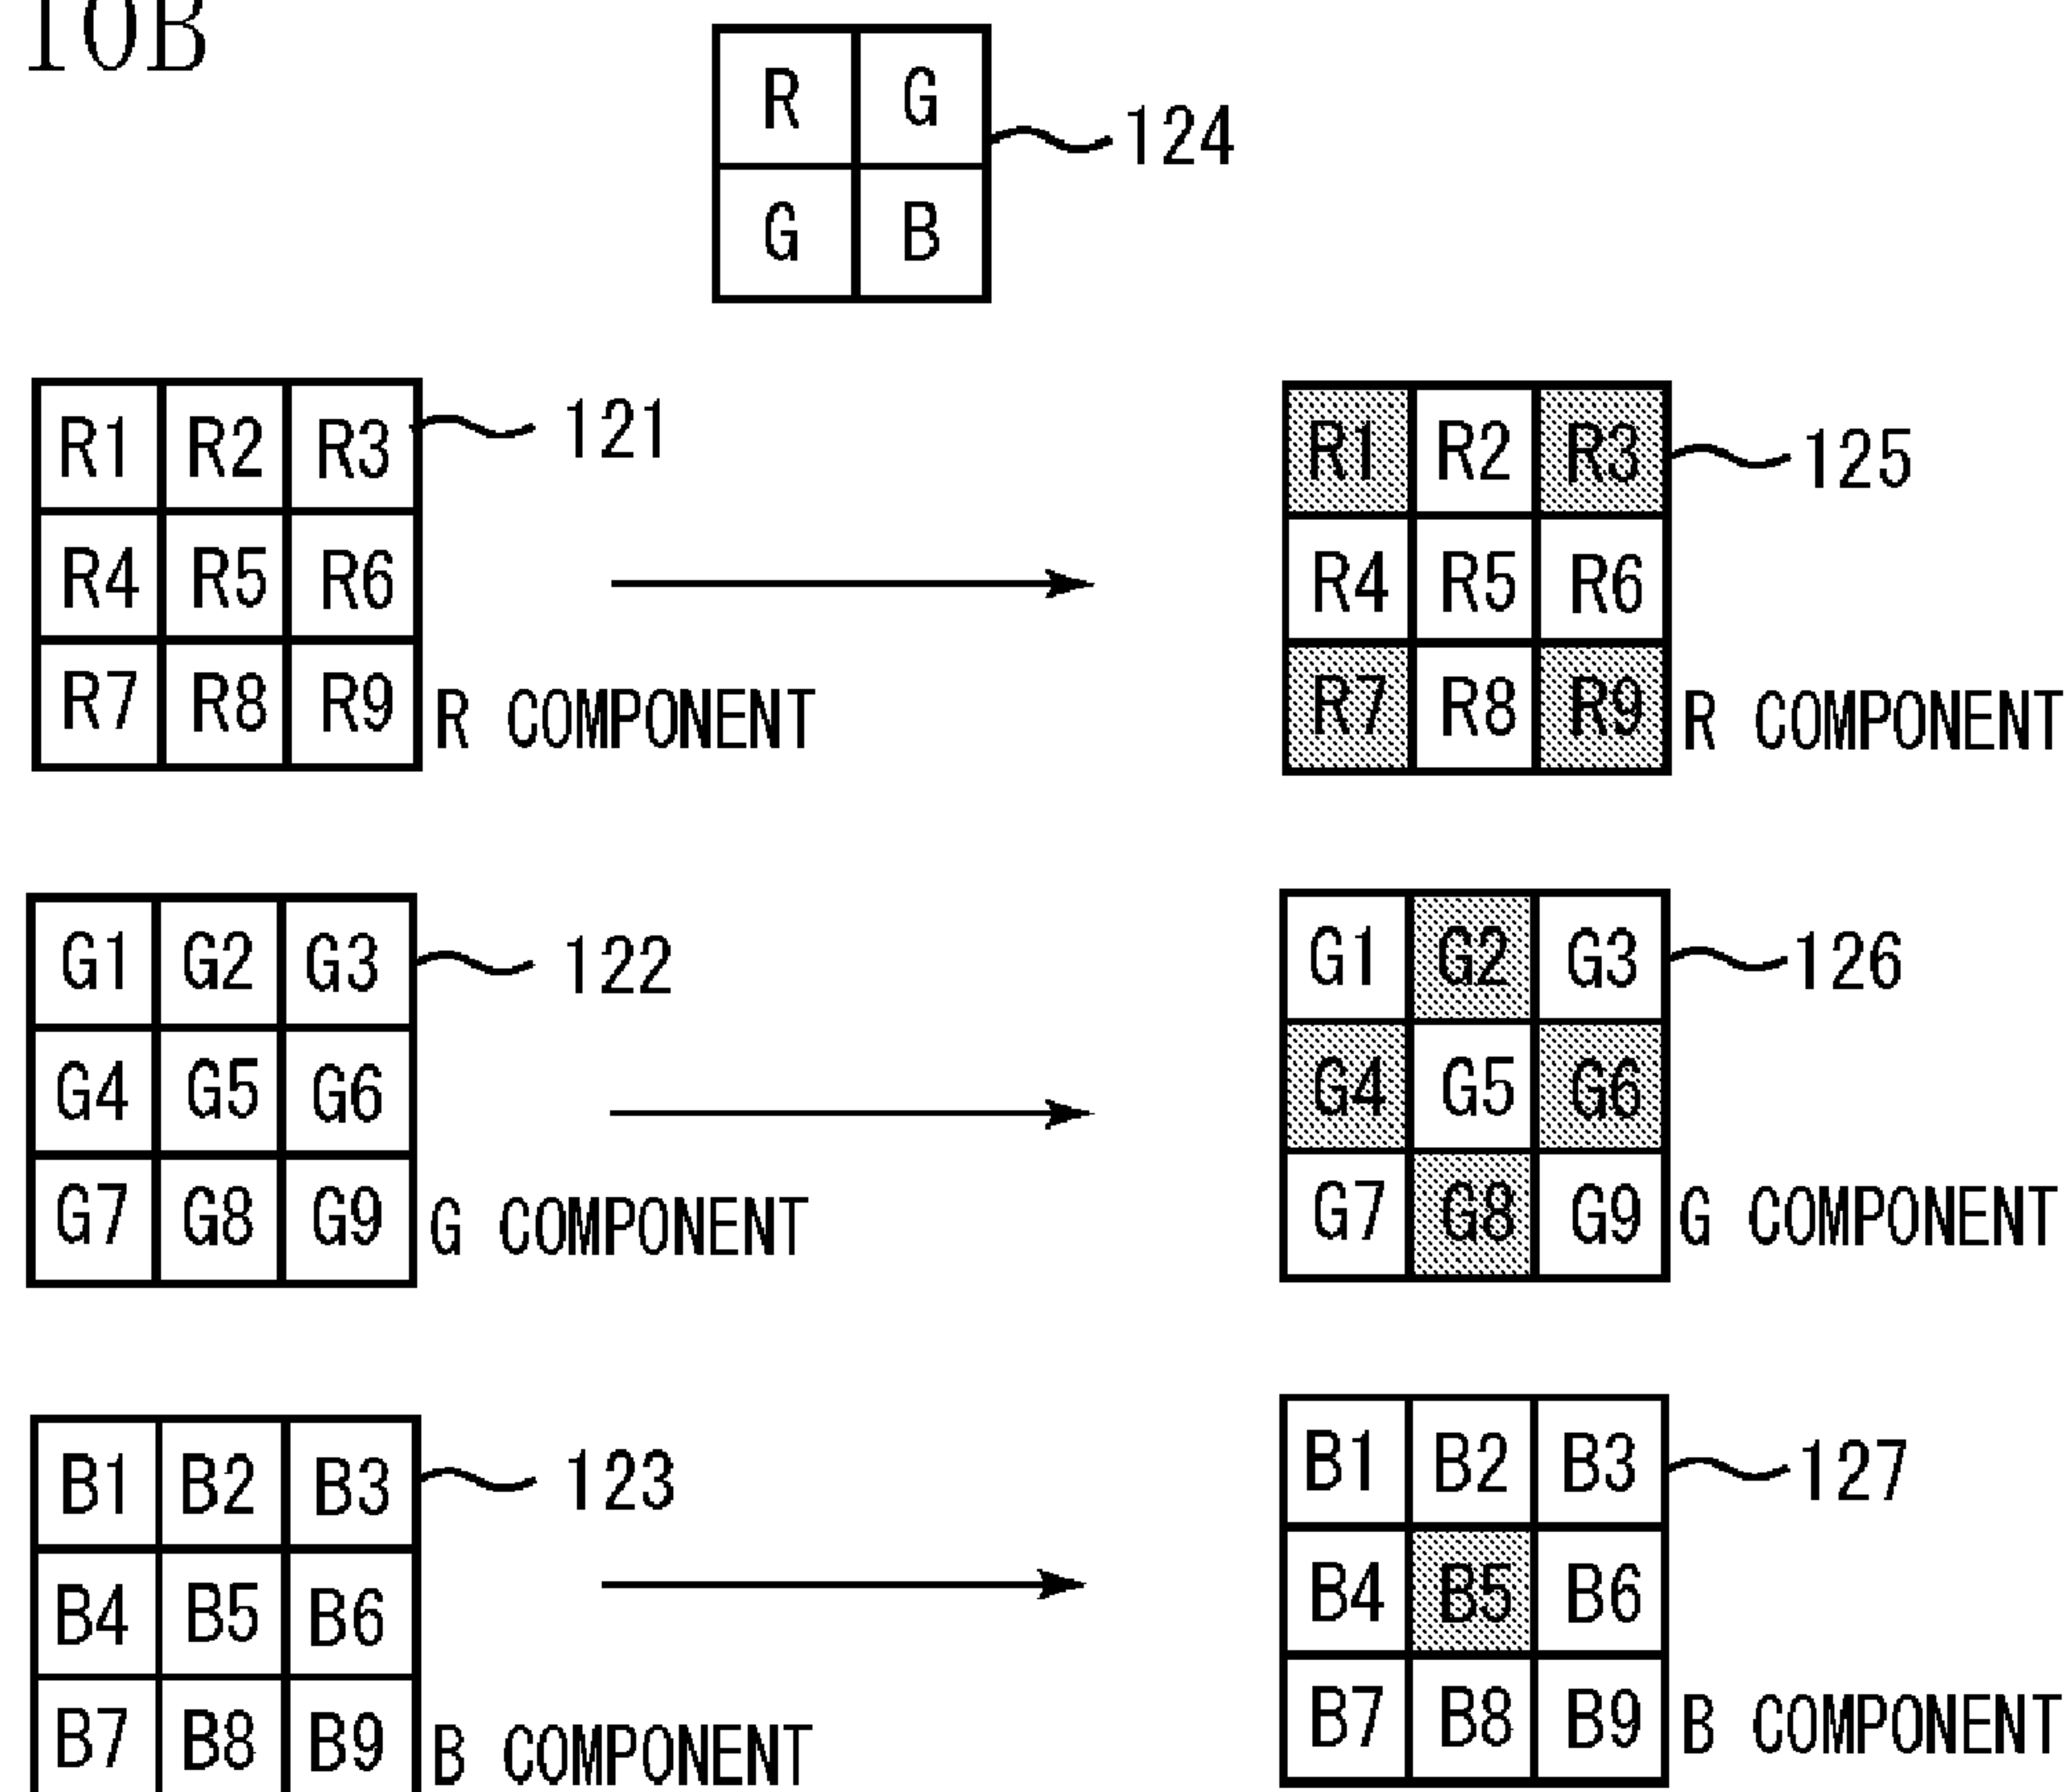 10B
R G
124
G B
R1 R2 R3
121
R4 R5 R6
R7 R8 R9
R COMPONENT
R1 R2 R3
125
R4 R5 R6
R7 R8 R9
R COMPONENT
G1 G2 G3
122
G4 G5 G6
G7 G8 G9
G COMPONENT
G1 G2 G3
126
G4 G5 G6
G7 G8 G9
G COMPONENT
B1 B2 B3
123
B4 B5 B6
B7 B8 B9
B COMPONENT
B1 B2 B3
127
B4 B5 B6
B7 B8 B9
B COMPONENT